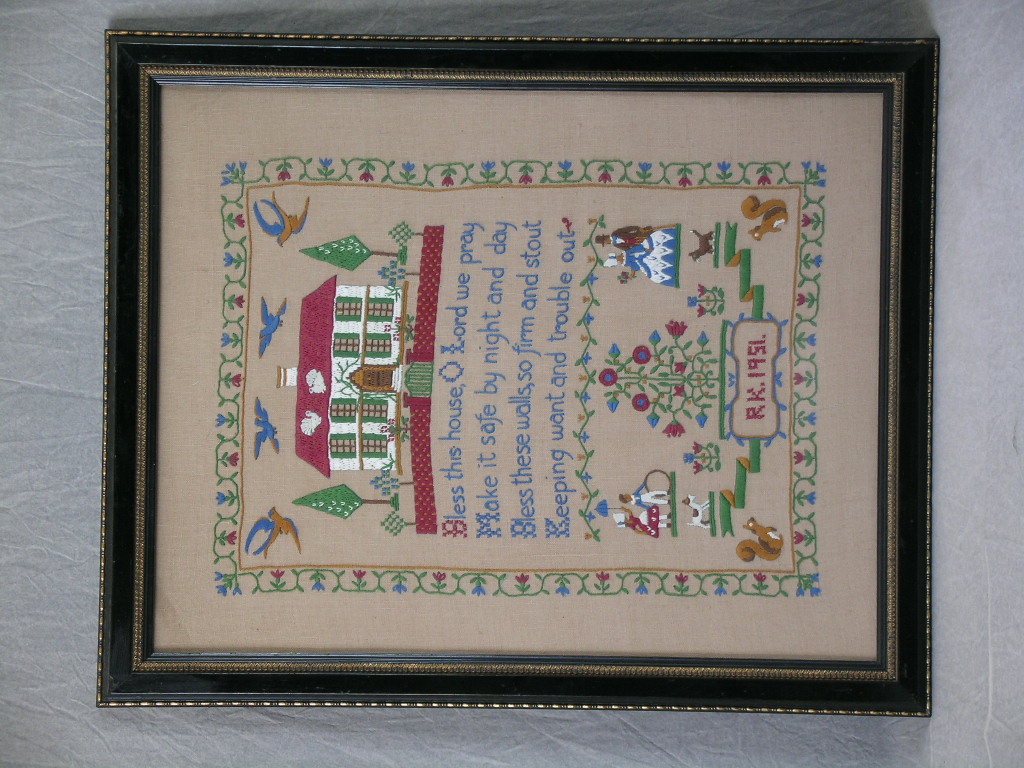 Bless this house, O Lord we pray
Make it safe by night and day
Bless these walls, so firm and stout
Keeping want and trouble out
R.K. 1951.